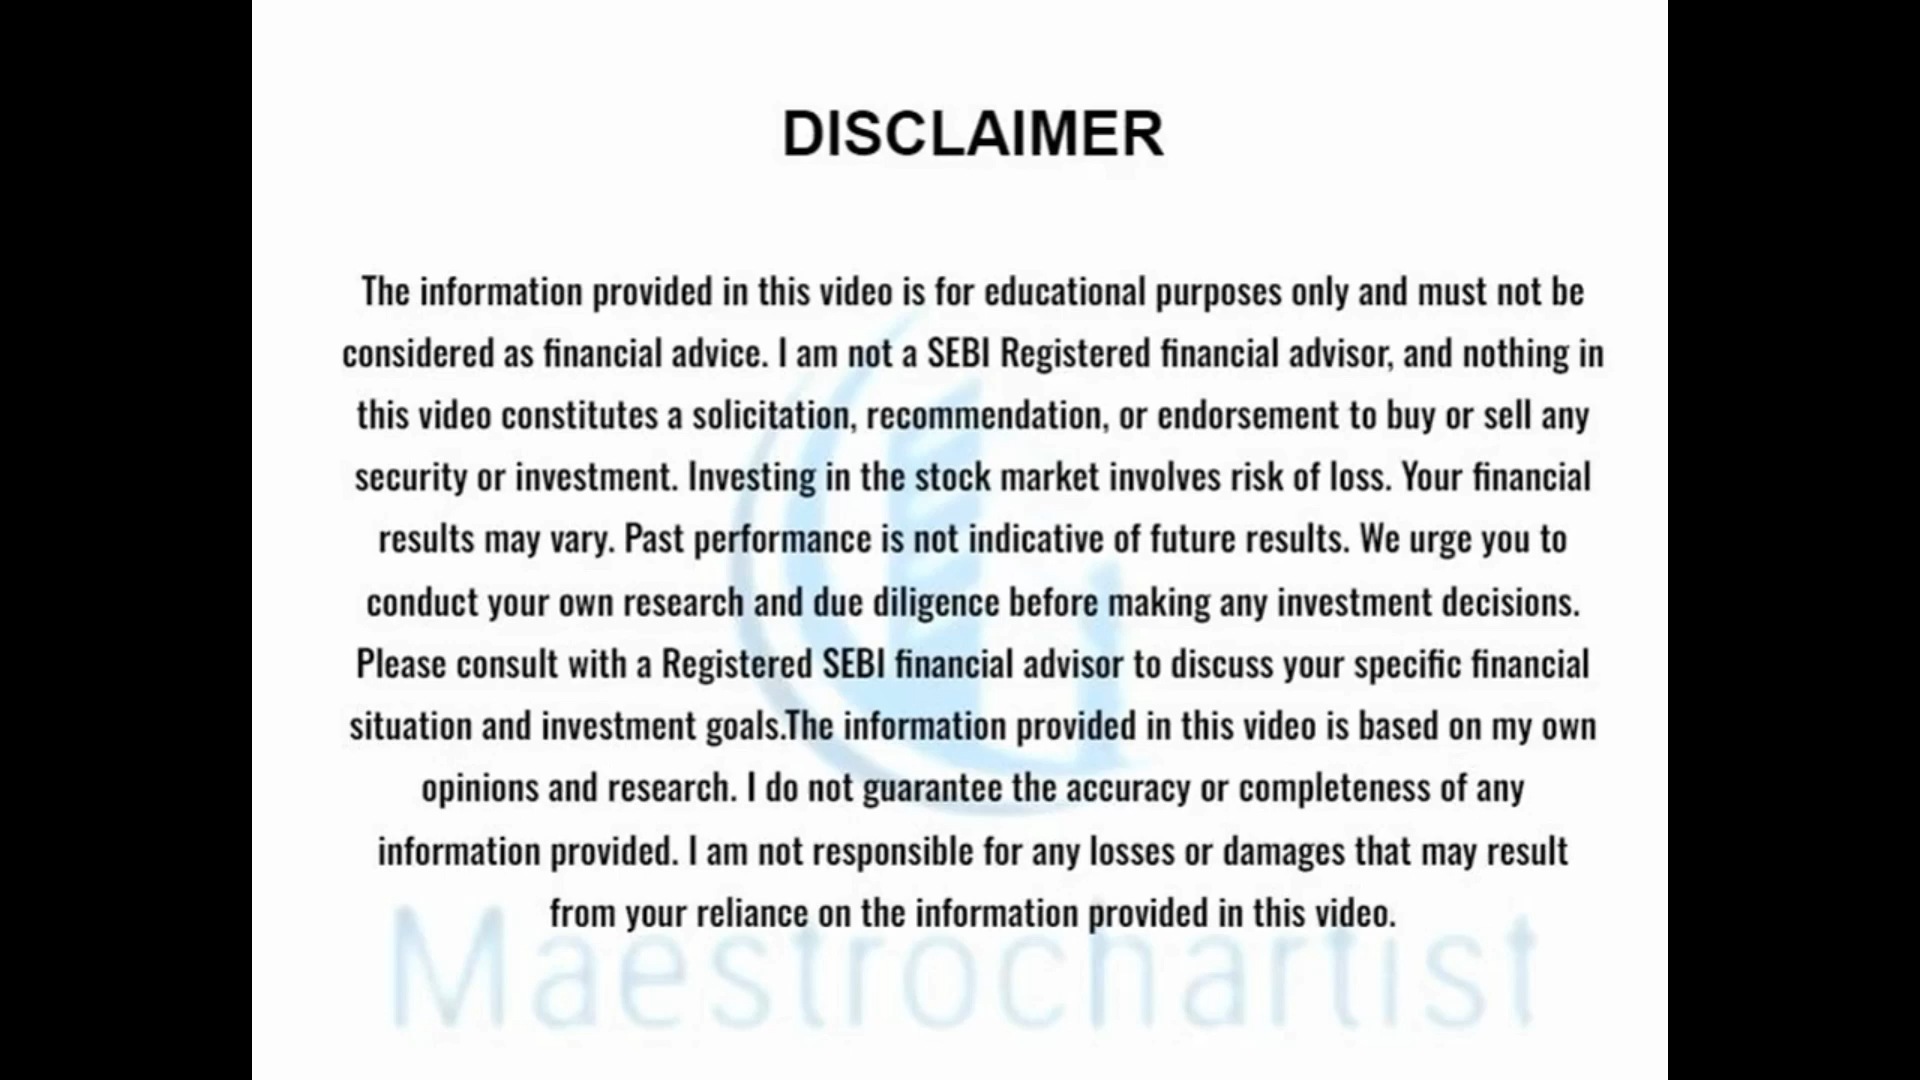 DISCLAIMER
The information provided in this video is for educational purposes only and must not be
considered as financial advice. I am not a SEBI Registered financial advisor, and nothing in
this video constitutes a solicitation, recommendation, or endorsement to buy or sell any
security or investment. Investing in the stock market involves risk of loss. Your financial
results may vary. Past performance is not indicative of future results. We urge you to
conduct your own research and due diligence before making any investment decisions.
Please consult with a Registered SEBI financial advisor to discuss your specific financial
situation and investment goals.The information provided in this video is based on my own
opinions and research. I do not guarantee the accuracy or completeness of any
information provided. I am not responsible for any losses or damages that may result
from your reliance on the information provided in this video.
Maestrochartist